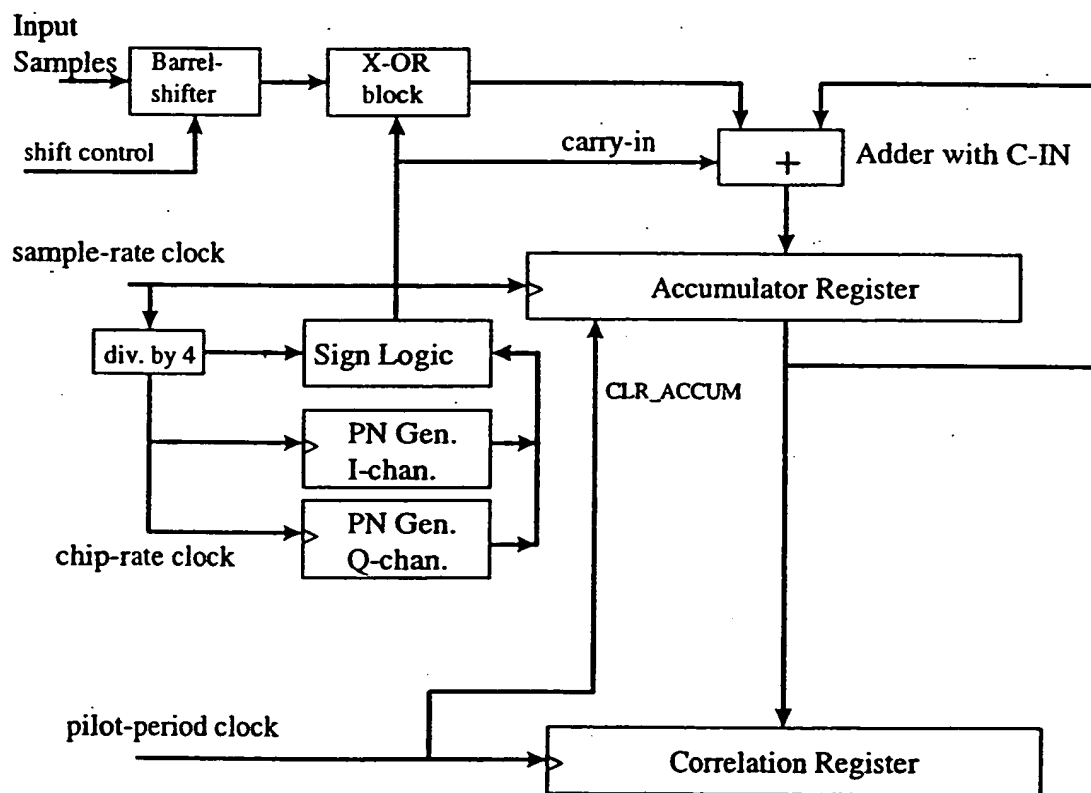 Input
Samples
Barrel-
shifter
X-OR
block
shift control
carry-in
+
Adder with C-IN
sample-rate clock
Accumulator Register
div. by 4
Sign Logic
CLR_ACCUM
PN Gen.
I-chan.
PN Gen.
Q-chan.
chip-rate clock
pilot-period clock
Correlation Register